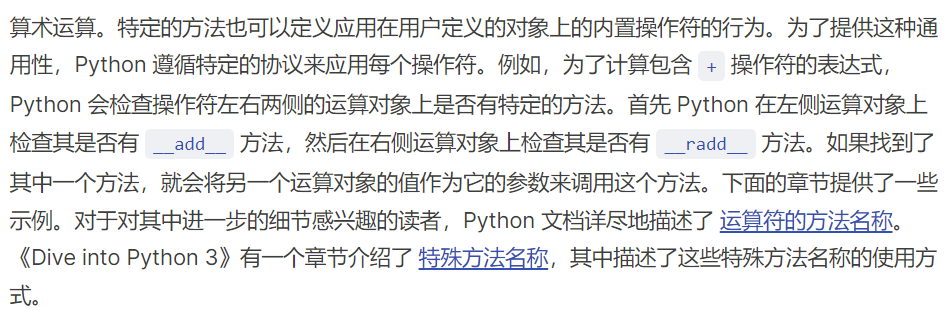 算术运算。特定的方法也可以定义应用在用户定义的对象上的内置操作符的行为。为了提供这种通
用性，Python 遵循特定的协议来应用每个操作符。例如，为了计算包含 + 操作符的表达式，
Python 会检查操作符左右两侧的运算对象上是否有特定的方法。首先 Python 在左侧运算对象上
检查其是否有 __add__ 方法，然后在右侧运算对象上检查其是否有 __radd__ 方法。如果找到了
其中一个方法，就会将另一个运算对象的值作为它的参数来调用这个方法。下面的章节提供了一些
示例。对于对其中进一步的细节感兴趣的读者，Python 文档详尽地描述了 运算符的方法名称。
《Dive into Python 3》有一个章节介绍了 特殊方法名称，其中描述了这些特殊方法名称的使用方
式。